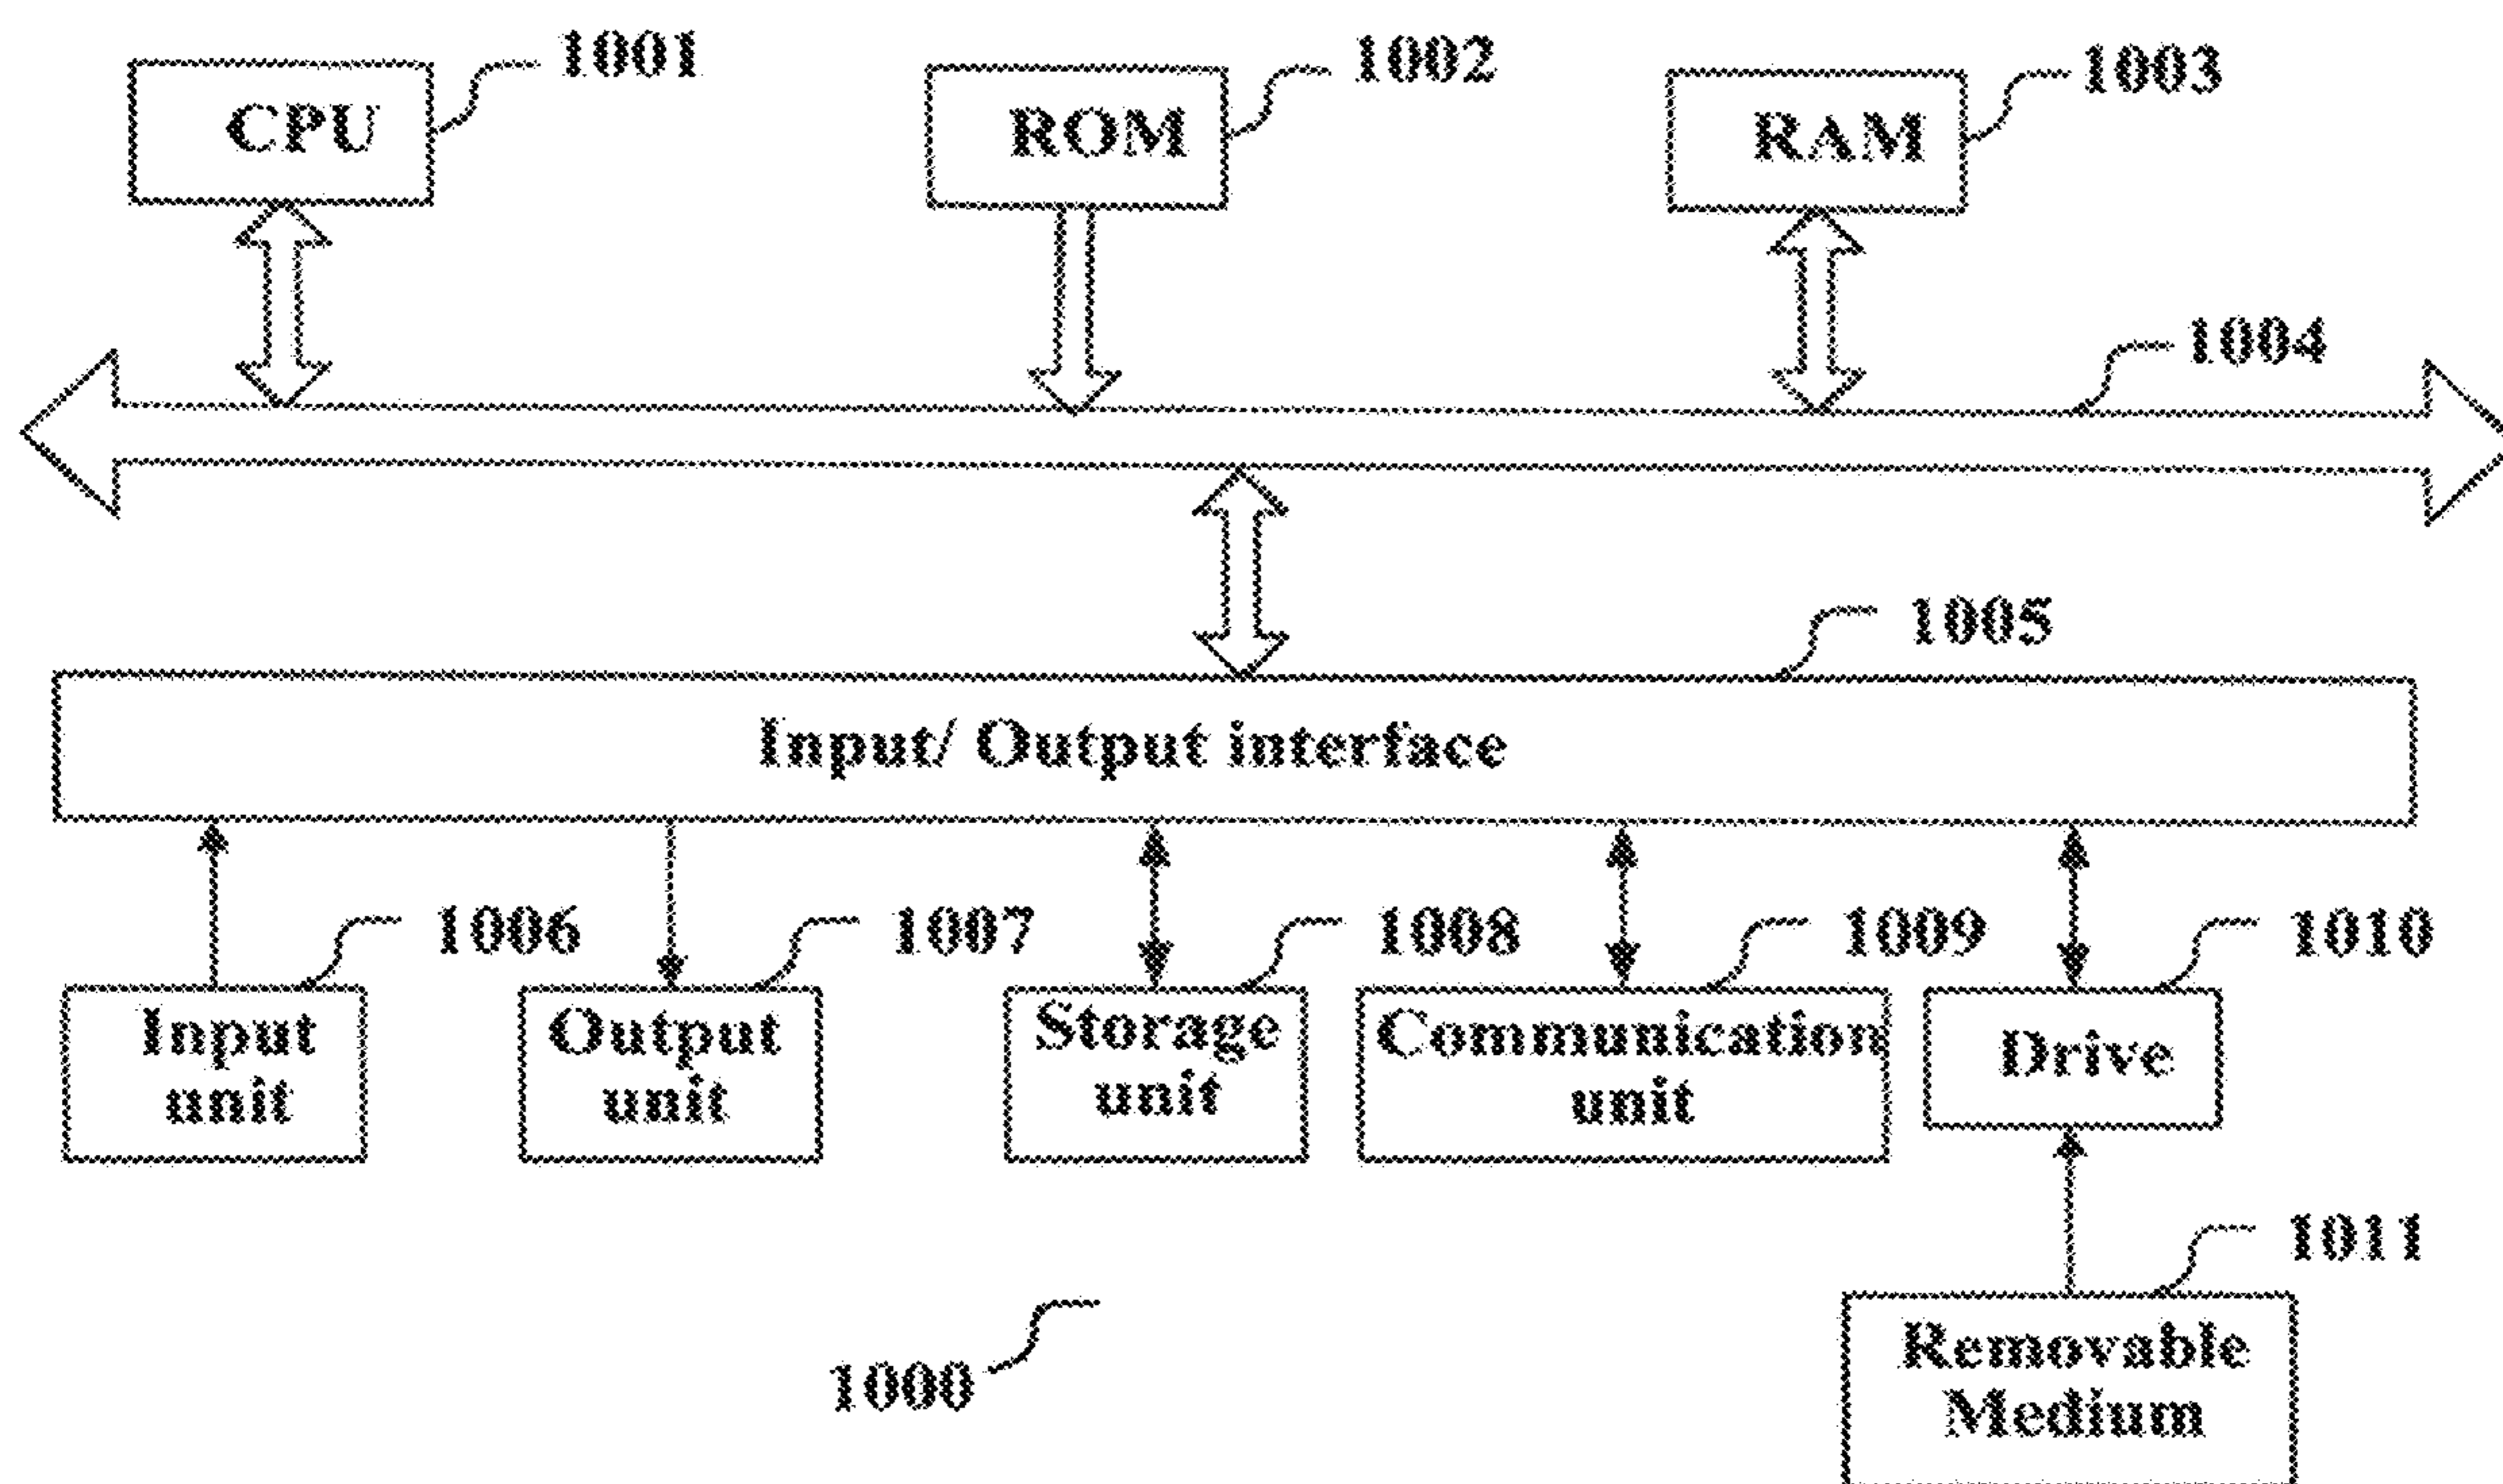 1001
1002
1003
CPU
ROM
RAM
1004
1005
Input/ Output interface
1006
1007
1008
1009
1010
Input
unit
Output
unit
Storage
unit
Communication
unit
Drive
1011
1000
Removable
Medium